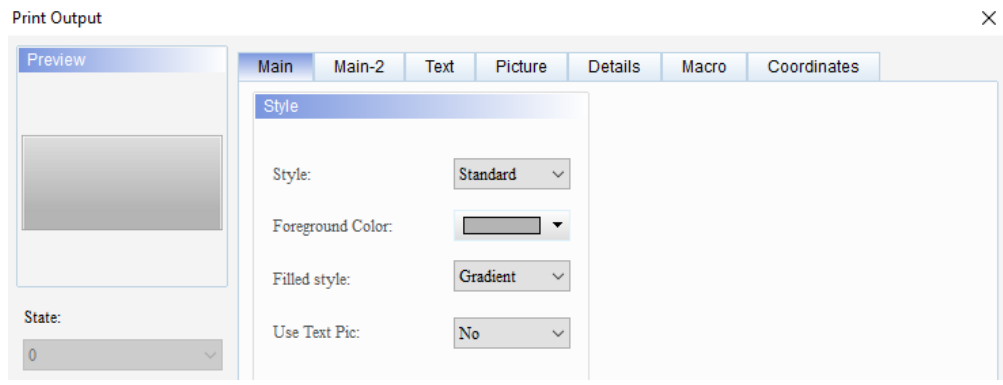 Print Output
Preview
Main Main-2 Text Picture Details Macro Coordinates
Style
Style: Standard
Foreground Color:
Filled style: Gradient
Use Text Pic: No
State:
0